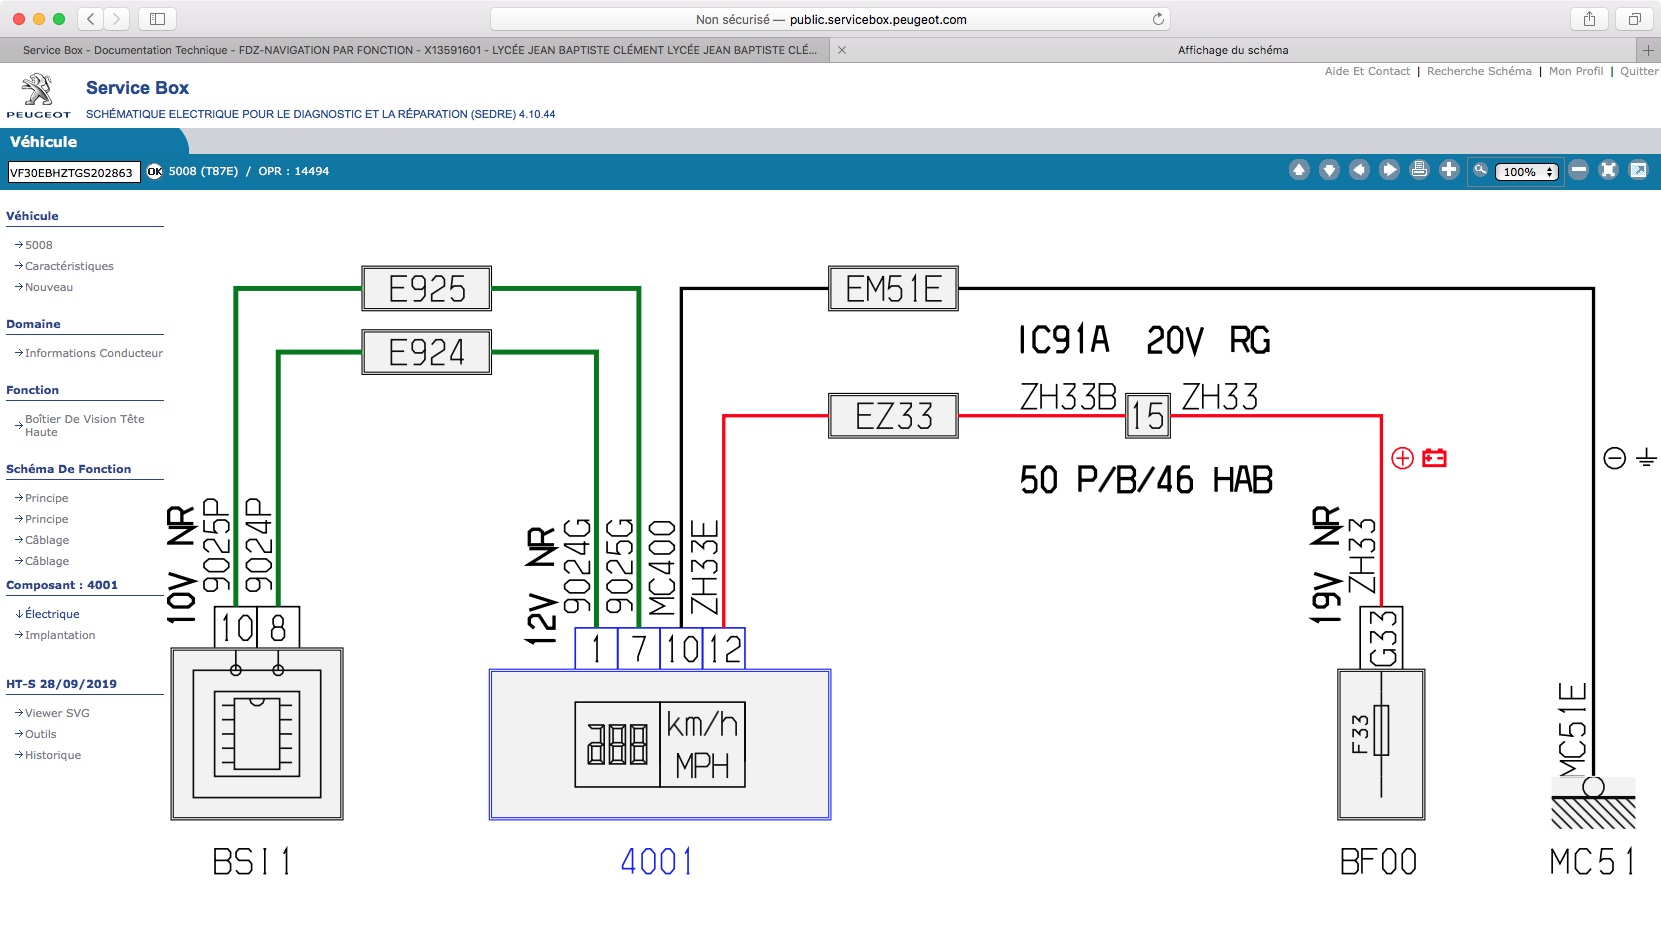 Non sécurisé — public.servicebox.peugeot.com
Service Box - Documentation Technique - FDZ-NAVIGATION PAR FONCTION - X13591601 - LYCÉE JEAN BAPTISTE CLÉMENT LYCÉE JEAN BAPTISTE CLÉ...
Affichage du schéma
Aide Et Contact | Recherche Schéma | Mon Profil | Quitter
PEUGEOT
Service Box
SCHÉMATIQUE ELECTRIQUE POUR LE DIAGNOSTIC ET LA RÉPARATION (SEDRE) 4.10.44
Véhicule
VF30EBHZTGS202863 OK 5008 (T87E) / OPR : 14494
100%
Véhicule
5008
Caractéristiques
Nouveau
Domaine
Informations Conducteur
Fonction
Boîtier De Vision Tête
Haute
Schéma De Fonction
Principe
Principe
Câblage
Câblage
Composant : 4001
Électrique
Implantation
HT-S 28/09/2019
Viewer SVG
Outils
Historique
E925
EM51E
E924
IC91A 20V RG
EZ33
ZH33B
15
ZH33
50 P/B/46 HAB
10V NR
9025P
9024P
12V NR
9024G
9025G
MC400
ZH33E
19V NR
ZH33
10
8
1
7
10
12
G33
km/h
MPH
F33
MC51E
BSI1
4001
BF00
MC51